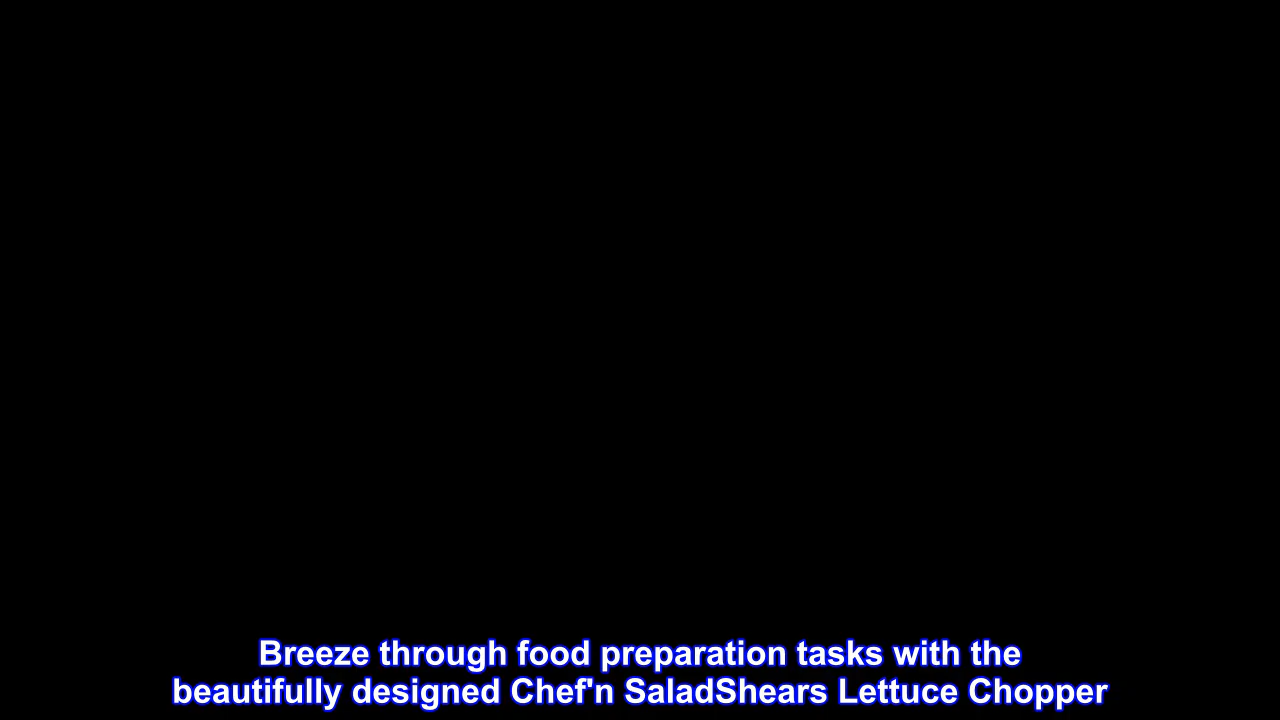 Breeze through food preparation tasks with the
beautifully designed Chef'n SaladShears Lettuce Chopper